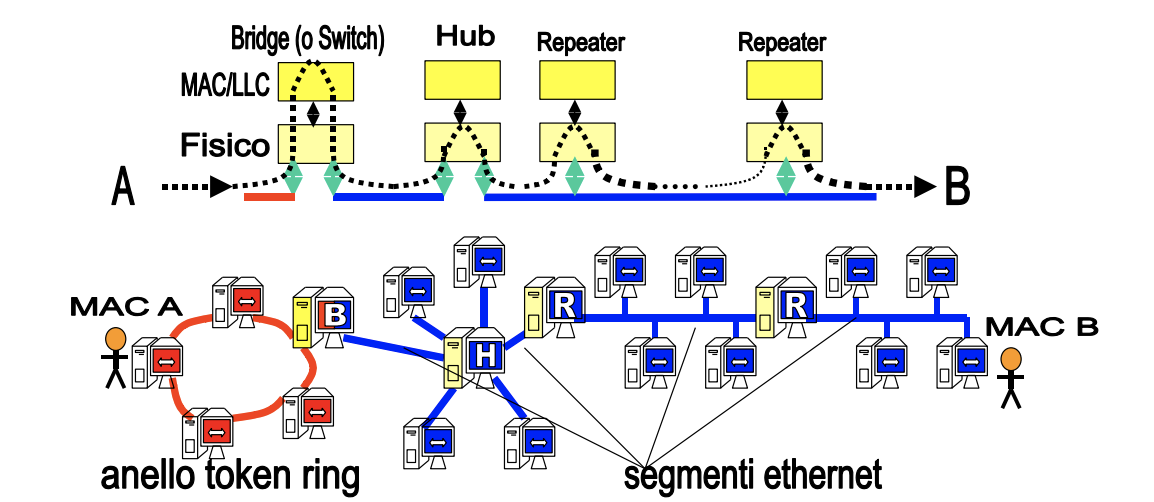 Bridge (o Switch)
Hub
Repeater
Repeater
MAC/LLC
Fisico
A
B
MAC A
B
H
R
R
MAC B
anello token ring
segmenti ethernet